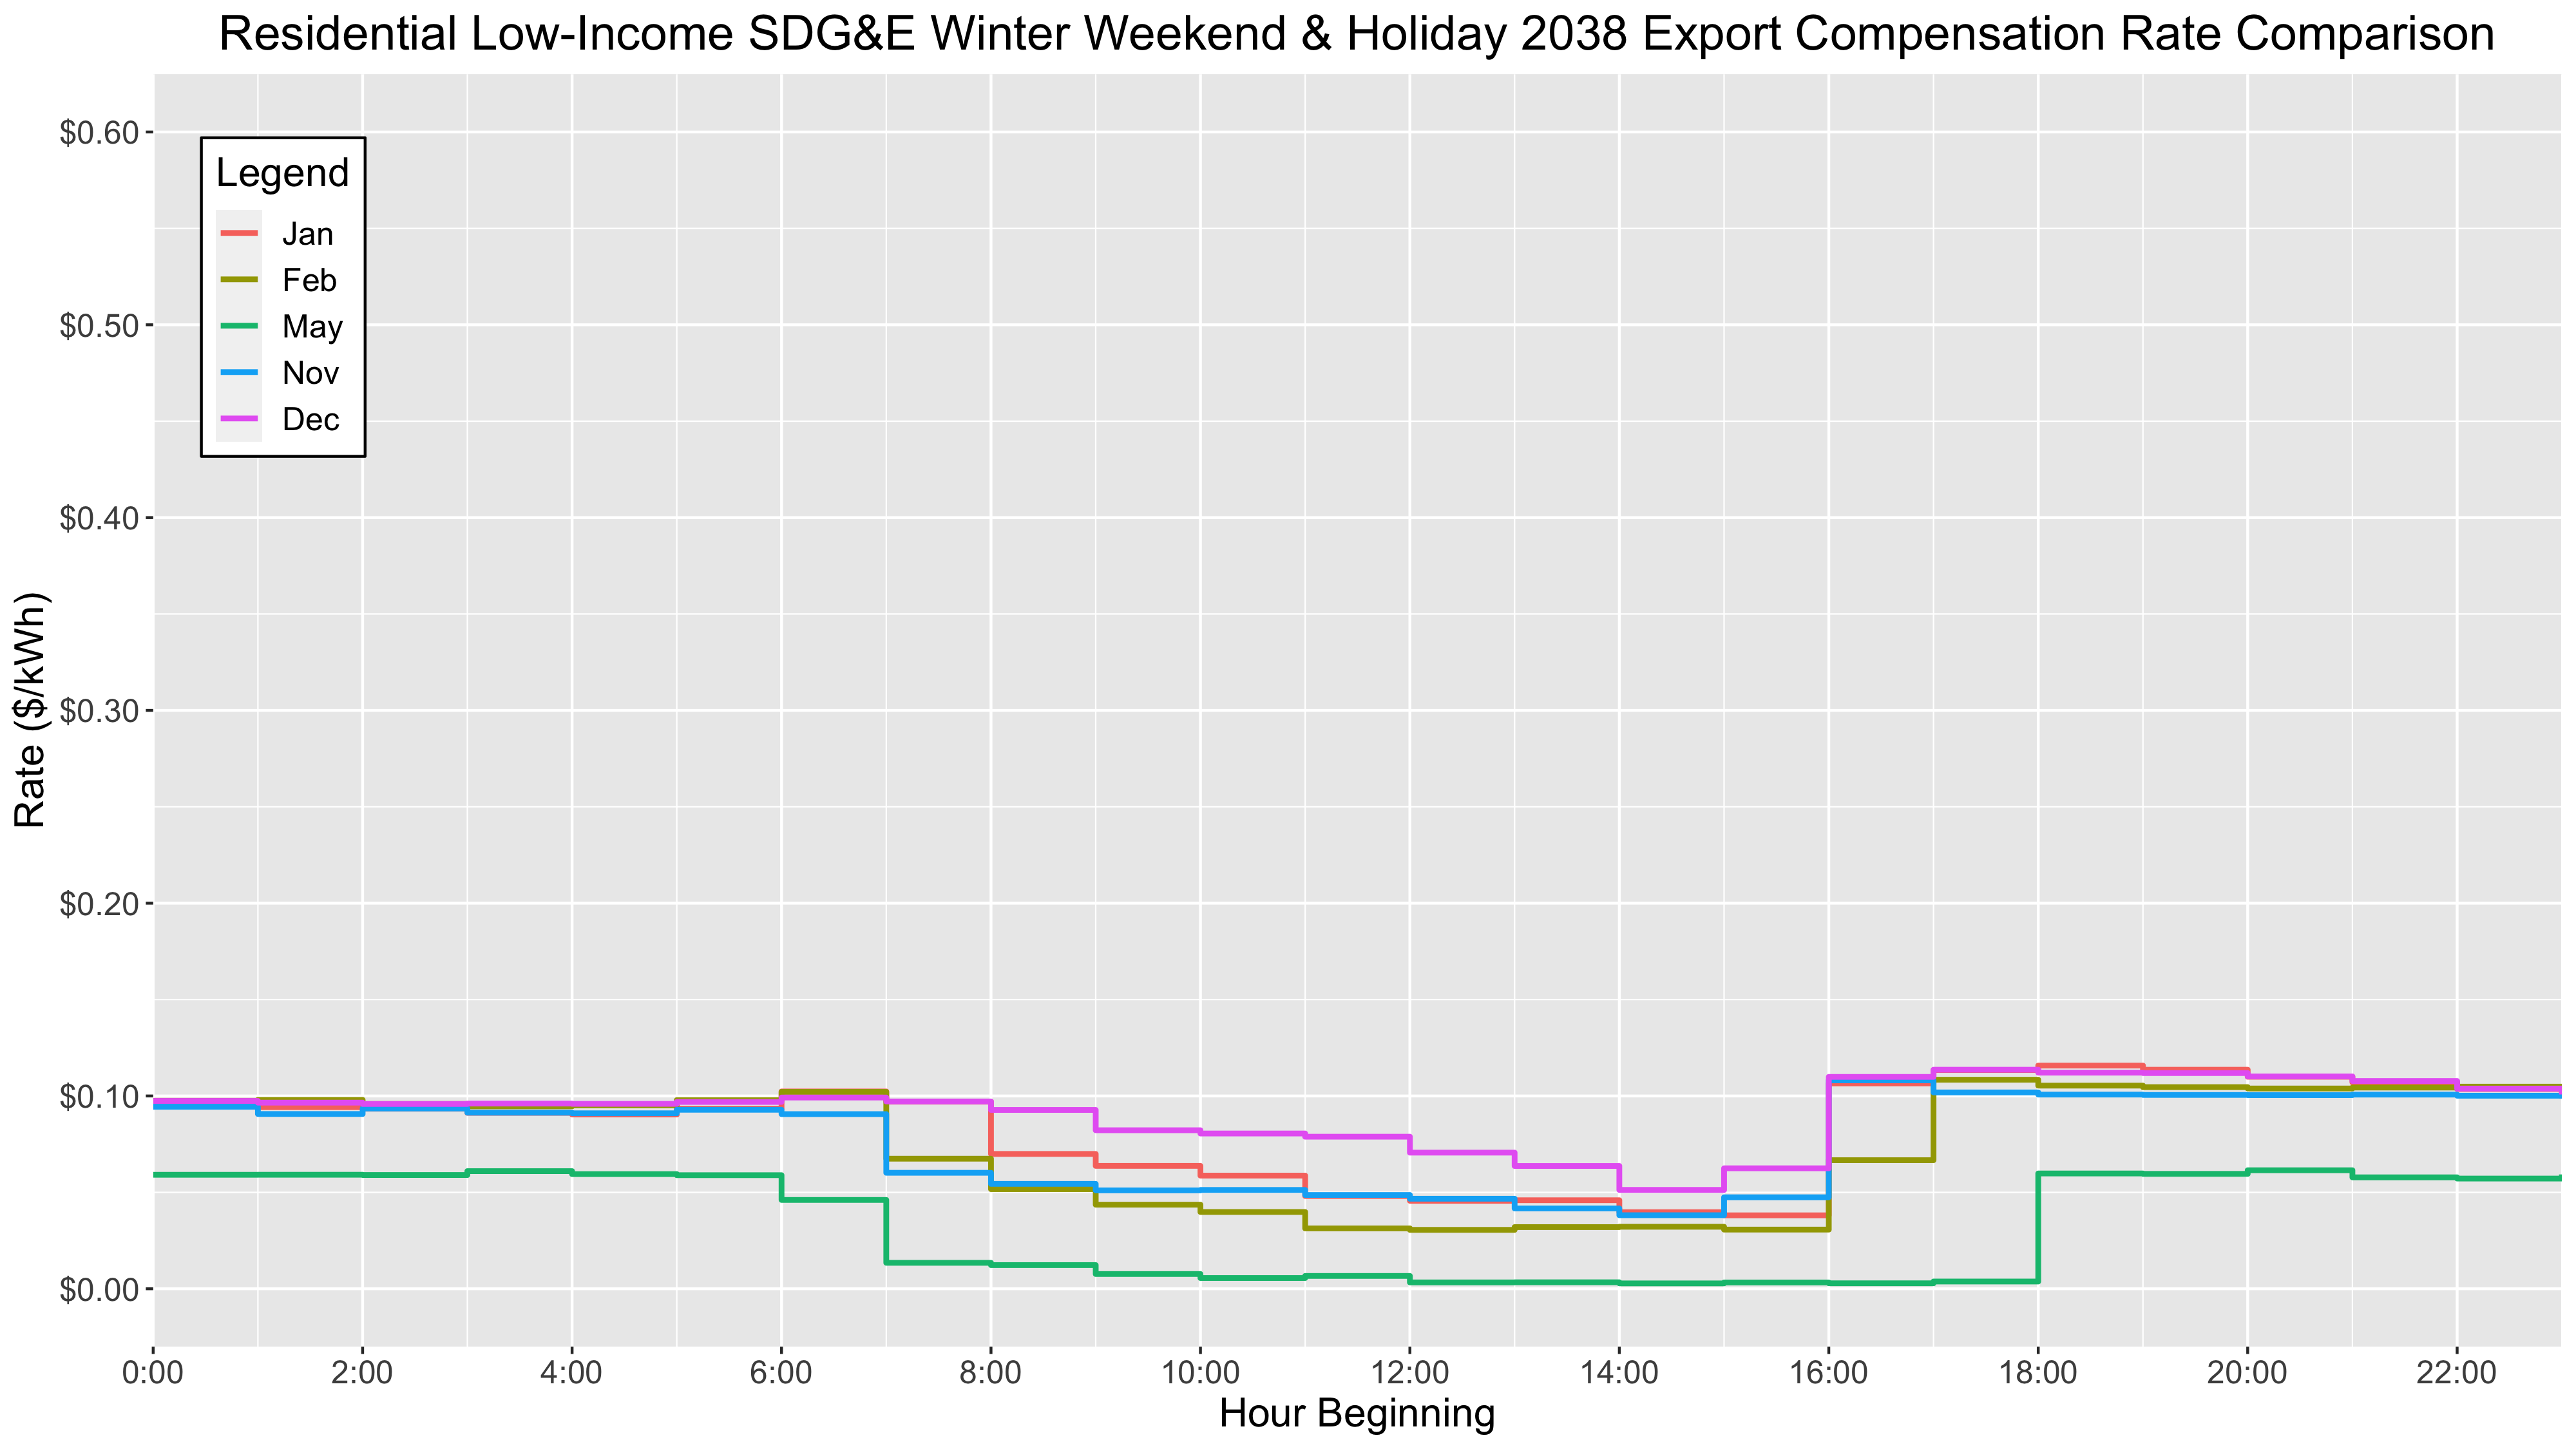 Residential Low-Income SDG&E Winter Weekend & Holiday 2038 Export Compensation Rate Comparison
Legend
Jan
Feb
May
Nov
Dec
Rate ($/kWh)
$0.60
$0.50
$0.40
$0.30
$0.20
$0.10
$0.00
0:00 2:00 4:00 6:00 8:00 10:00 12:00 14:00 16:00 18:00 20:00 22:00
Hour Beginning